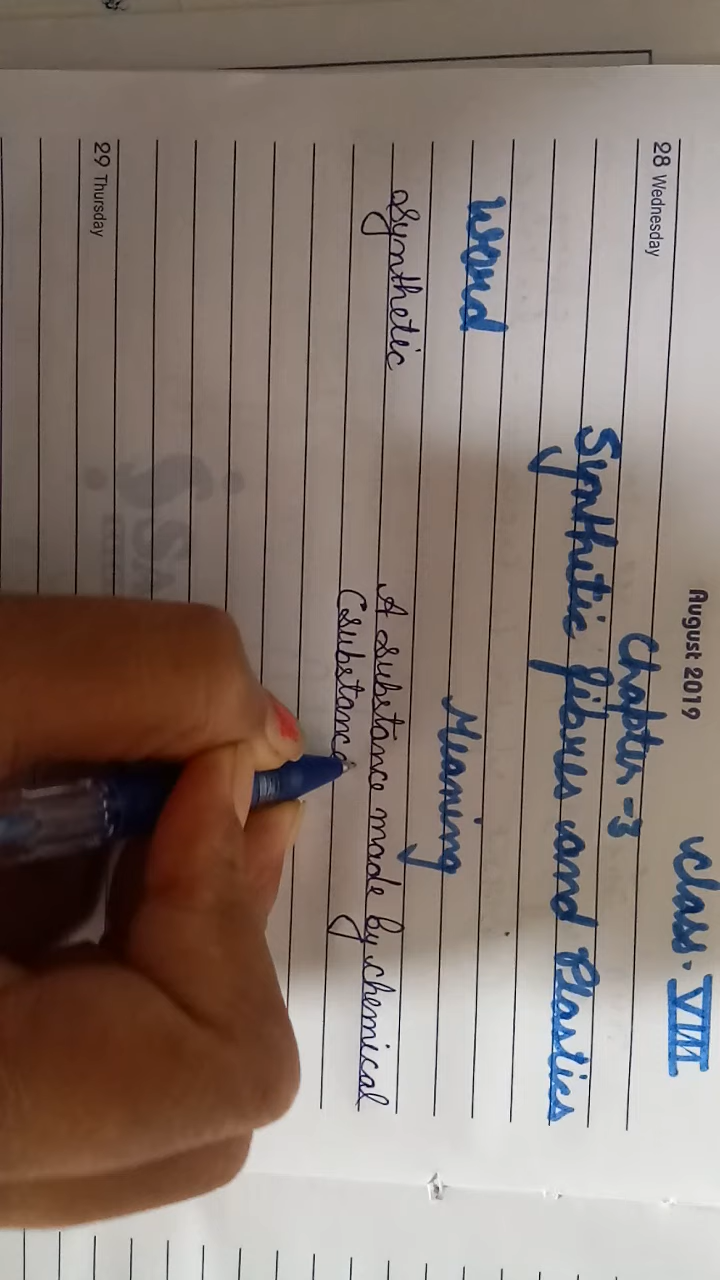 August 2019
Class. VIII
28 Wednesday
Chapter -3
Synthetic fibres and Plastics
Word Meaning
Synthetic A substance made by chemical
(substanc
29 Thursday